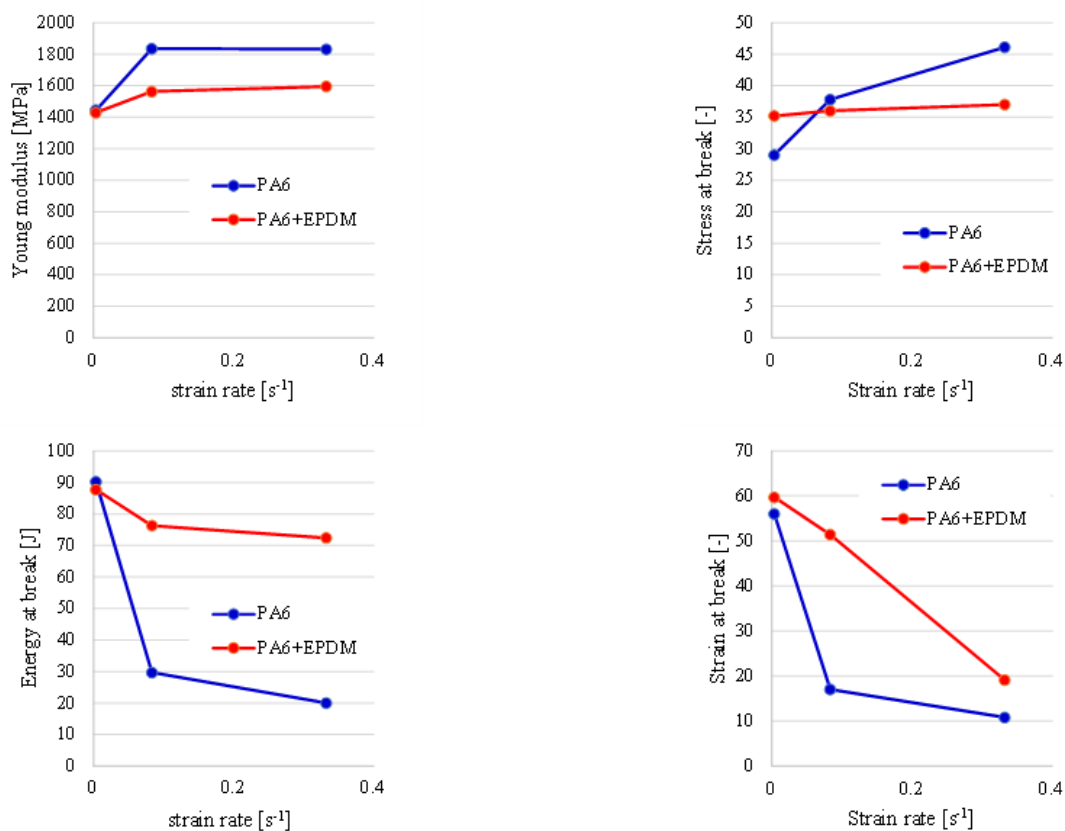 2000
1800
1600
1400
1200
1000
800
600
400
200
0
Young modulus [MPa]
PA6
PA6+EPDM
0 0.2 0.4
strain rate [s⁻¹]
50
45
40
35
30
25
20
15
10
5
0
Stress at break [-]
PA6
PA6+EPDM
0 0.2 0.4
Strain rate [s⁻¹]
100
90
80
70
60
50
40
30
20
10
0
Energy at break [J]
PA6
PA6+EPDM
0 0.2 0.4
strain rate [s⁻¹]
70
60
50
40
30
20
10
0
Strain at break [-]
PA6
PA6+EPDM
0 0.2 0.4
Strain rate [s⁻¹]